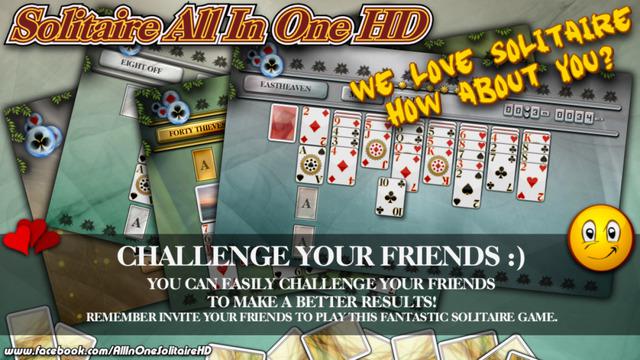 Solitaire All In One HD
WE LOVE SOLITAIRE
HOW ABOUT YOU?
EIGHT OFF
EASTHEAVEN
FORTY THIEVE
CHALLENGE YOUR FRIENDS :)
YOU CAN EASILY CHALLENGE YOUR FRIENDS
TO MAKE A BETTER RESULTS!
REMEMBER INVITE YOUR FRIENDS TO PLAY THIS FANTASTIC SOLITAIRE GAME.
www.facebook.com/AllInOneSolitaireHD